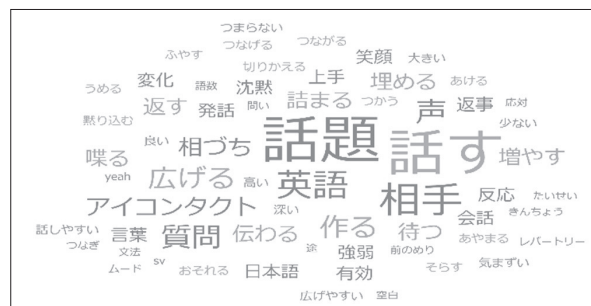 つまらない
つなげる つながる
ふやす 笑顔 大きい
切りかえる
変化 語数 沈黙 上手 埋める あける
うめる
返す 発話 問い 詰まる つかう 声 返事 応対
黙り込む 少ない
良い 相づち 話題 話す 増やす
喋る
yeah 広げる 高い 英語 相手 反応 たいせい
アイコンタクト 深い 会話 きんちょう
話しやすい 言葉 質問 伝わる 作る 待つ あやまる レパートリー
つなぎ 文法 途 強弱 前のめり
ムード sv おそれる 日本語 有効 そらす 気まずい
広げやすい 空白